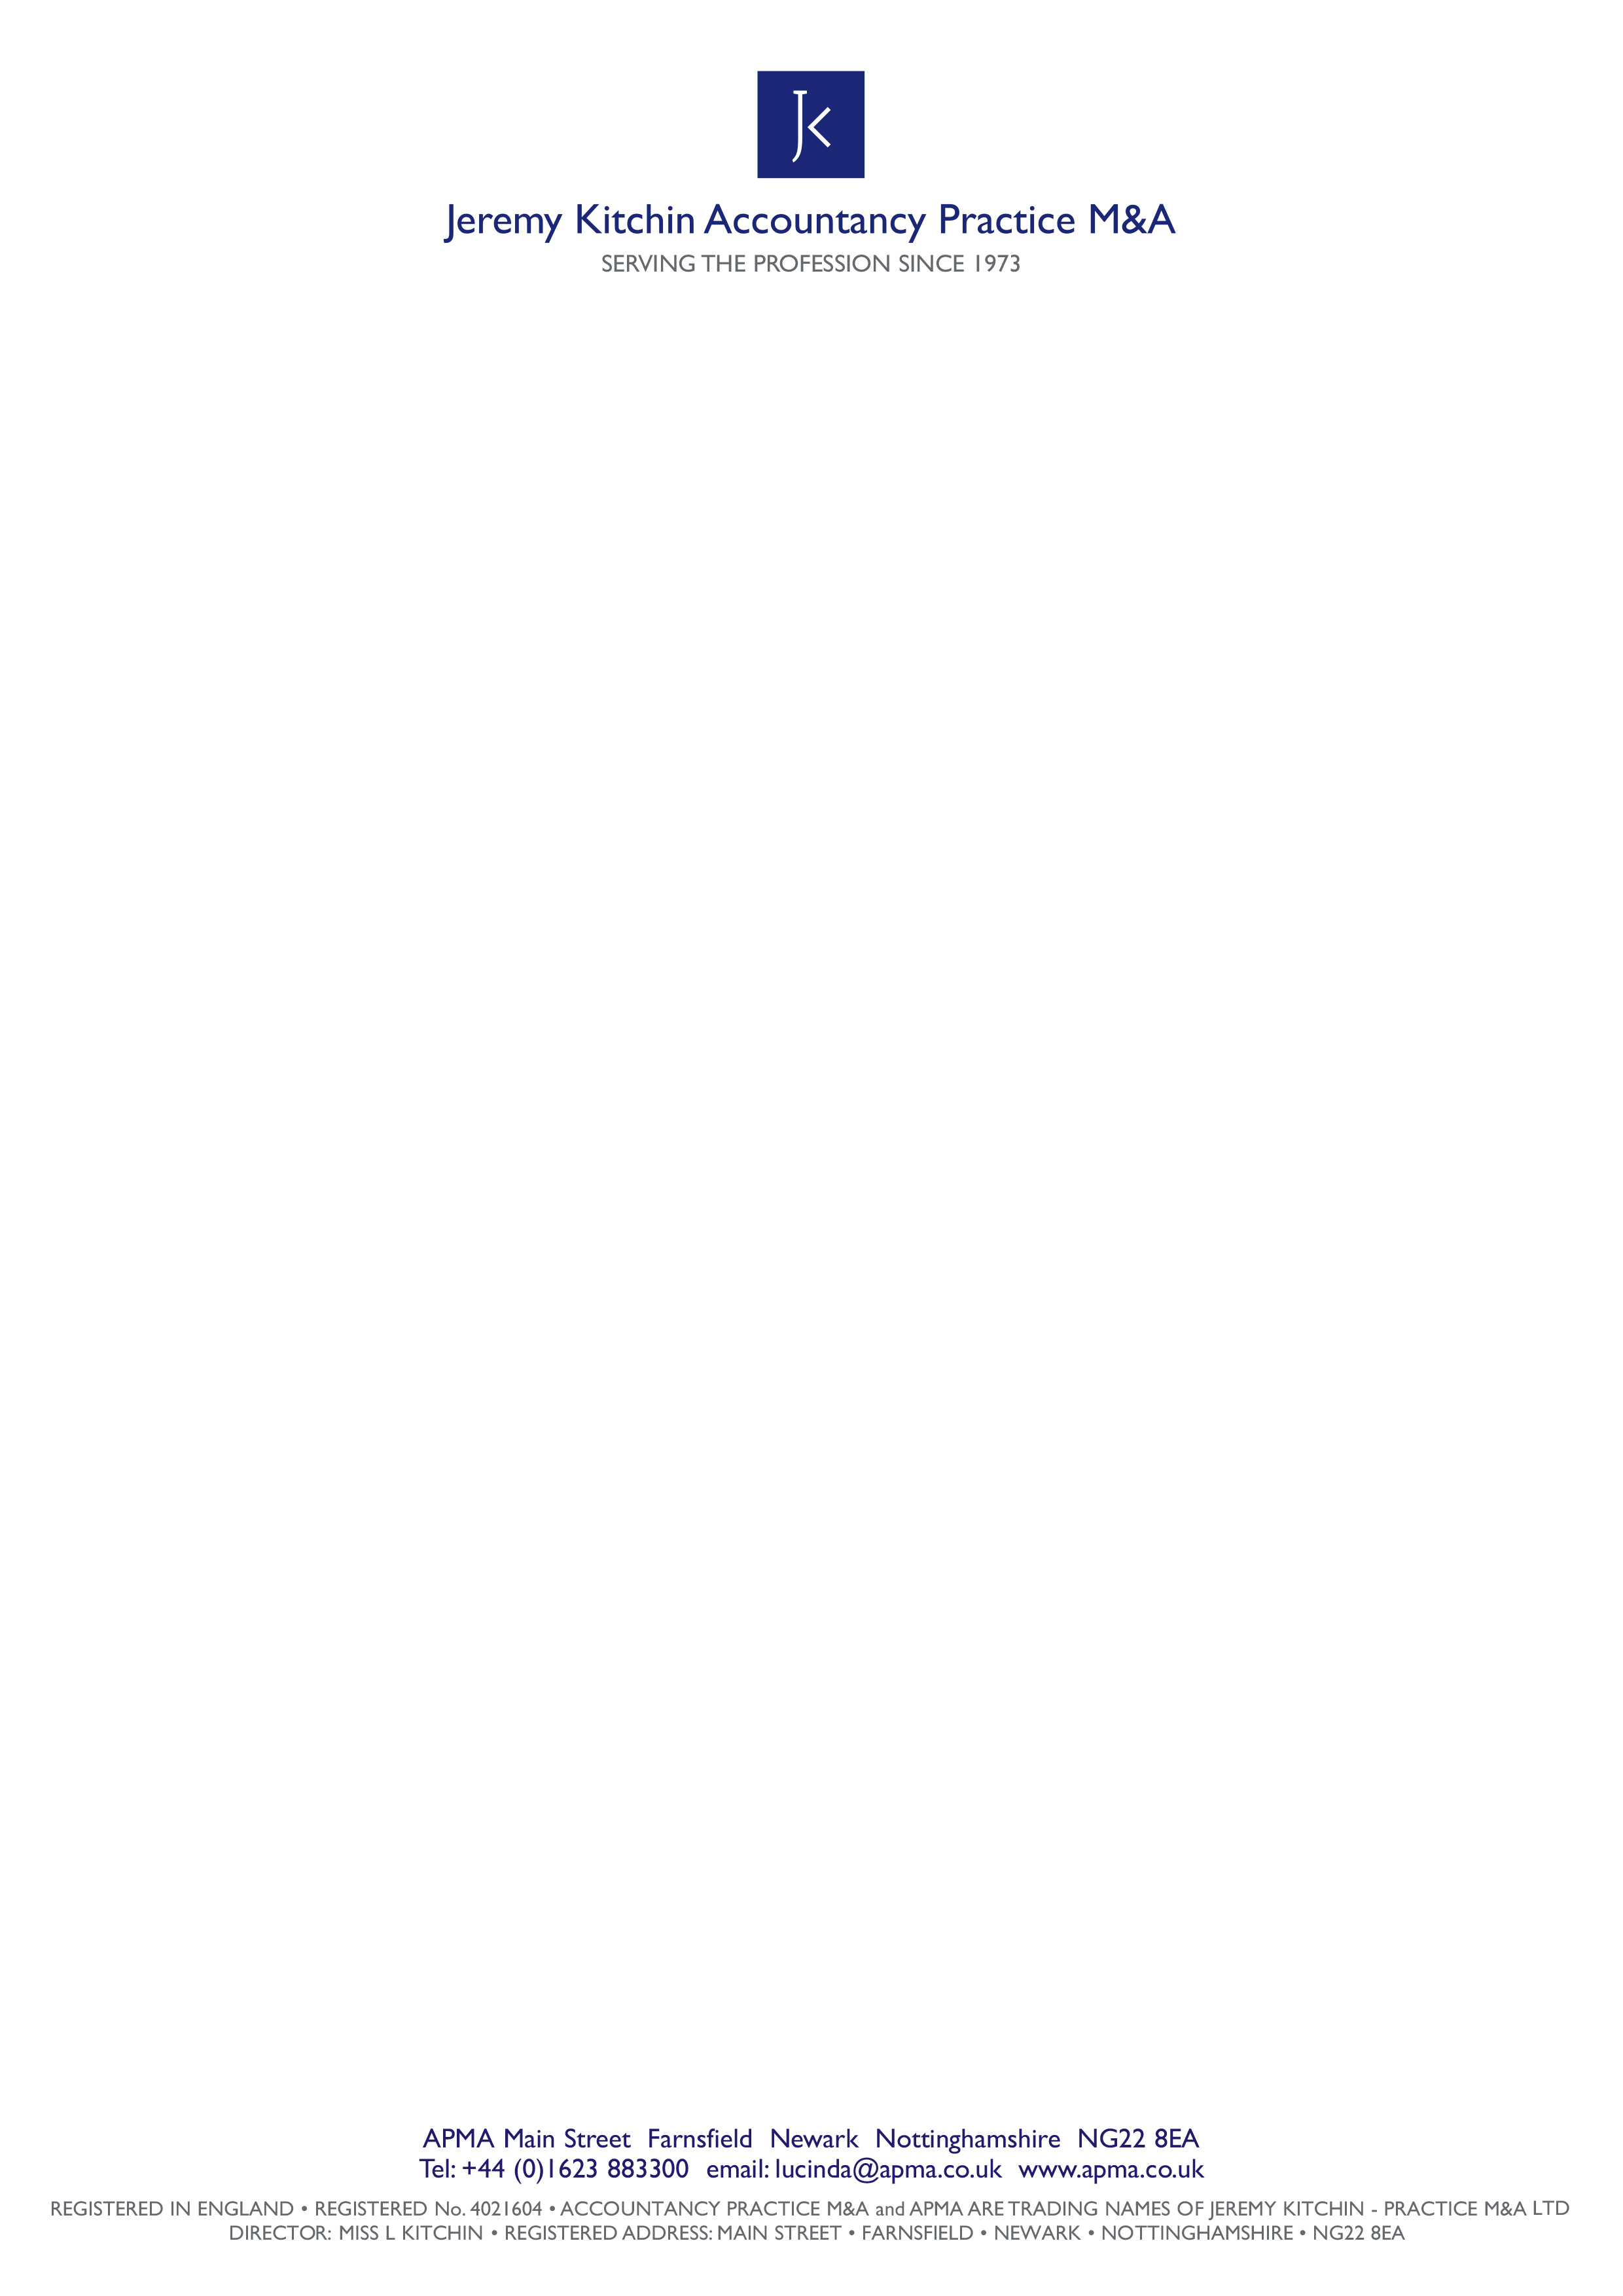 JK
Jeremy Kitchin Accountancy Practice M&A
SERVING THE PROFESSION SINCE 1973
APMA Main Street Farnsfield Newark Nottinghamshire NG22 8EA
Tel: +44 (0)1623 883300 email: lucinda@apma.co.uk www.apma.co.uk
REGISTERED IN ENGLAND • REGISTERED No. 4021604 • ACCOUNTANCY PRACTICE M&A and APMA ARE TRADING NAMES OF JEREMY KITCHIN - PRACTICE M&A LTD
DIRECTOR: MISS L KITCHIN • REGISTERED ADDRESS: MAIN STREET • FARNSFIELD • NEWARK • NOTTINGHAMSHIRE • NG22 8EA